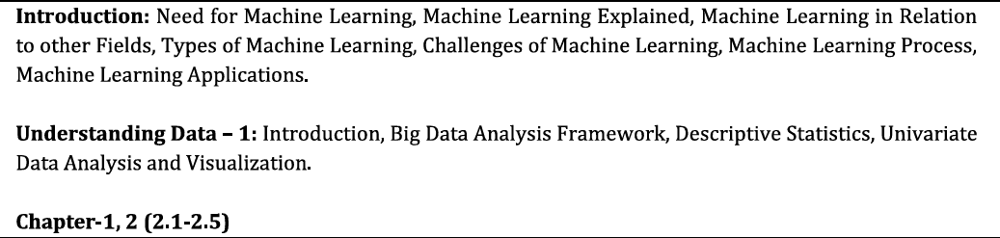 Introduction: Need for Machine Learning, Machine Learning Explained, Machine Learning in Relation
to other Fields, Types of Machine Learning, Challenges of Machine Learning, Machine Learning Process,
Machine Learning Applications.
Understanding Data – 1: Introduction, Big Data Analysis Framework, Descriptive Statistics, Univariate
Data Analysis and Visualization.
Chapter-1, 2 (2.1-2.5)